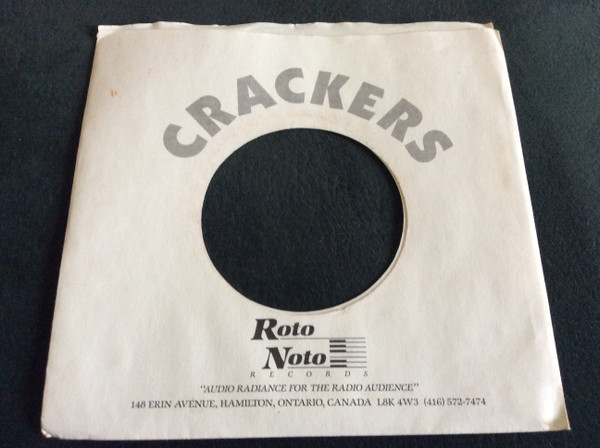 CRACKERS
Roto
Noto
RECORDS
"AUDIO RADIANCE FOR THE RADIO AUDIENCE"
148 ERIN AVENUE, HAMILTON, ONTARIO, CANADA L8K 4W3 (416) 572-7474